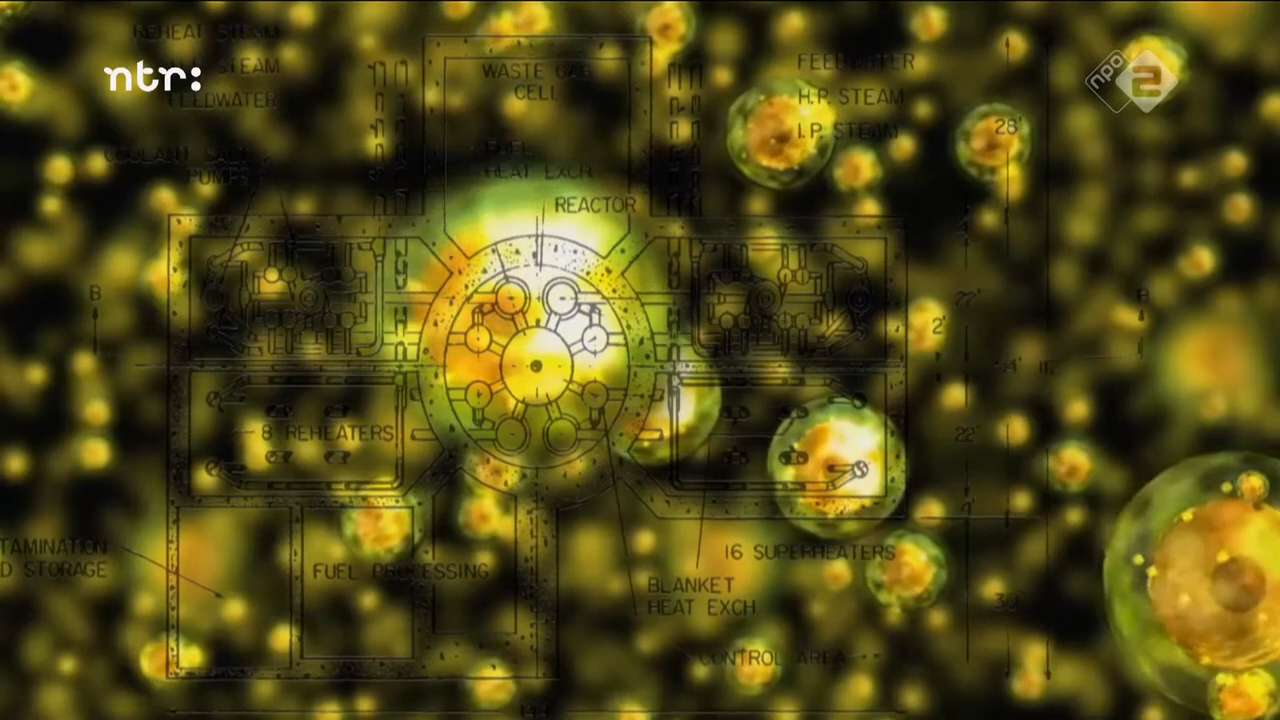 REHEAT STEAM
STEAM
FEEDWATER
ntr:
COOLANT SALT
PUMPS
WASTE GAS
CELL
FUEL
HEAT EXCH
REACTOR
FEEDWATER
H.P. STEAM
I.P. STEAM
npo 2
28'
B
B
22'
2'
8 REHEATERS
22'
4'
TAMINATION
D STORAGE
FUEL PROCESSING
16 SUPERHEATERS
BLANKET
HEAT EXCH
30'
CONTROL AREA